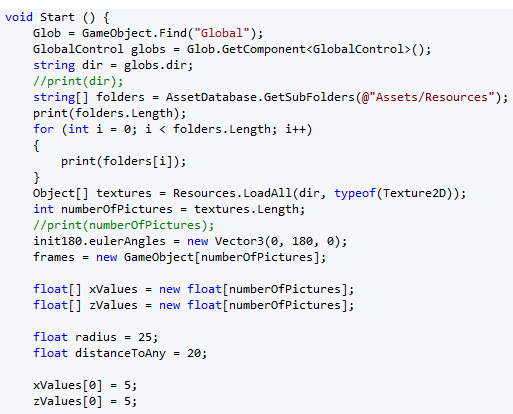 void Start () {
Glob = GameObject.Find("Global");
GlobalControl globs = Glob.GetComponent<GlobalControl>();
string dir = globs.dir;
//print(dir);
string[] folders = AssetDatabase.GetSubFolders(@"Assets/Resources");
print(folders.Length);
for (int i = 0; i < folders.Length; i++)
{
print(folders[i]);
}
Object[] textures = Resources.LoadAll(dir, typeof(Texture2D));
int numberOfPictures = textures.Length;
//print(numberOfPictures);
init180.eulerAngles = new Vector3(0, 180, 0);
frames = new GameObject[numberOfPictures];
float[] xValues = new float[numberOfPictures];
float[] zValues = new float[numberOfPictures];
float radius = 25;
float distanceToAny = 20;
xValues[0] = 5;
zValues[0] = 5;